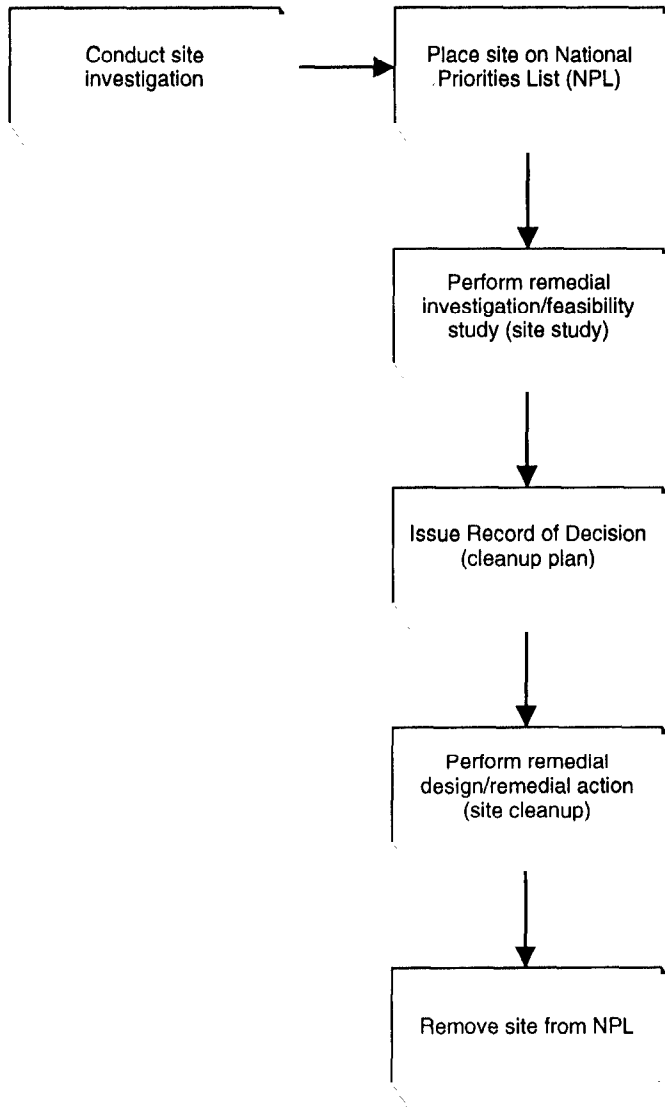 Conduct site
investigation
Place site on National
Priorities List (NPL)
Perform remedial
investigation/feasibility
study (site study)
Issue Record of Decision
(cleanup plan)
Perform remedial
design/remedial action
(site cleanup)
Remove site from NPL